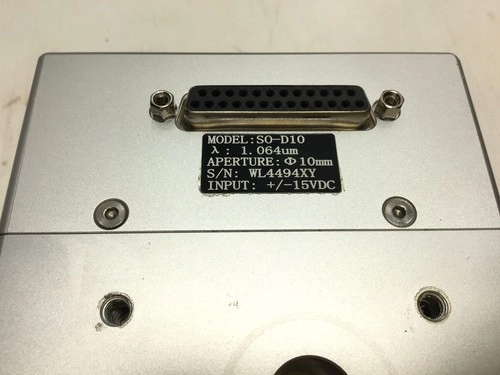 MODEL:SO-D10
λ: 1.064um
APERTURE:Φ10mm
S/N: WL4494XY
INPUT: +/-15VDC